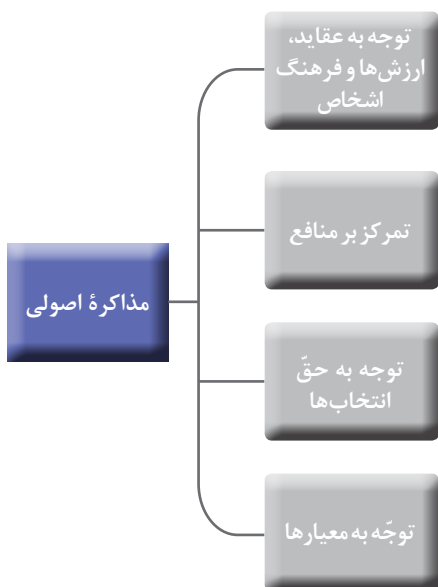 توجه به عقاید،
ارزش‌ها و فرهنگ
اشخاص
تمرکز بر منافع
مذاکرهٔ اصولی
توجه به حقّ
انتخاب‌ها
توجّه به معیارها